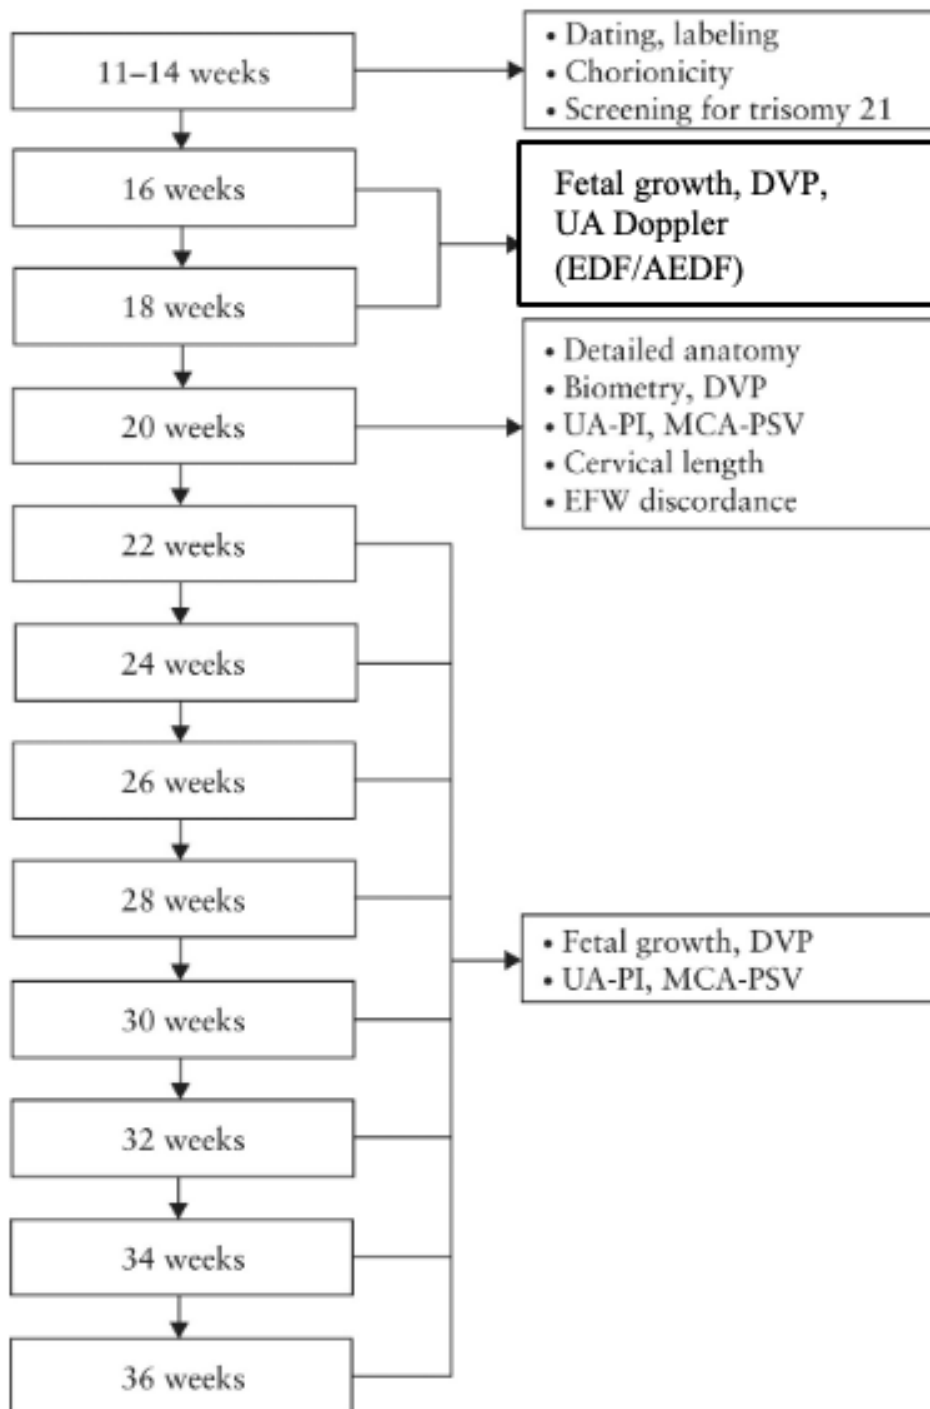 11–14 weeks
• Dating, labeling
• Chorionicity
• Screening for trisomy 21
16 weeks
18 weeks
Fetal growth, DVP,
UA Doppler
(EDF/AEDF)
20 weeks
• Detailed anatomy
• Biometry, DVP
• UA-PI, MCA-PSV
• Cervical length
• EFW discordance
22 weeks
24 weeks
26 weeks
28 weeks
30 weeks
32 weeks
34 weeks
36 weeks
• Fetal growth, DVP
• UA-PI, MCA-PSV